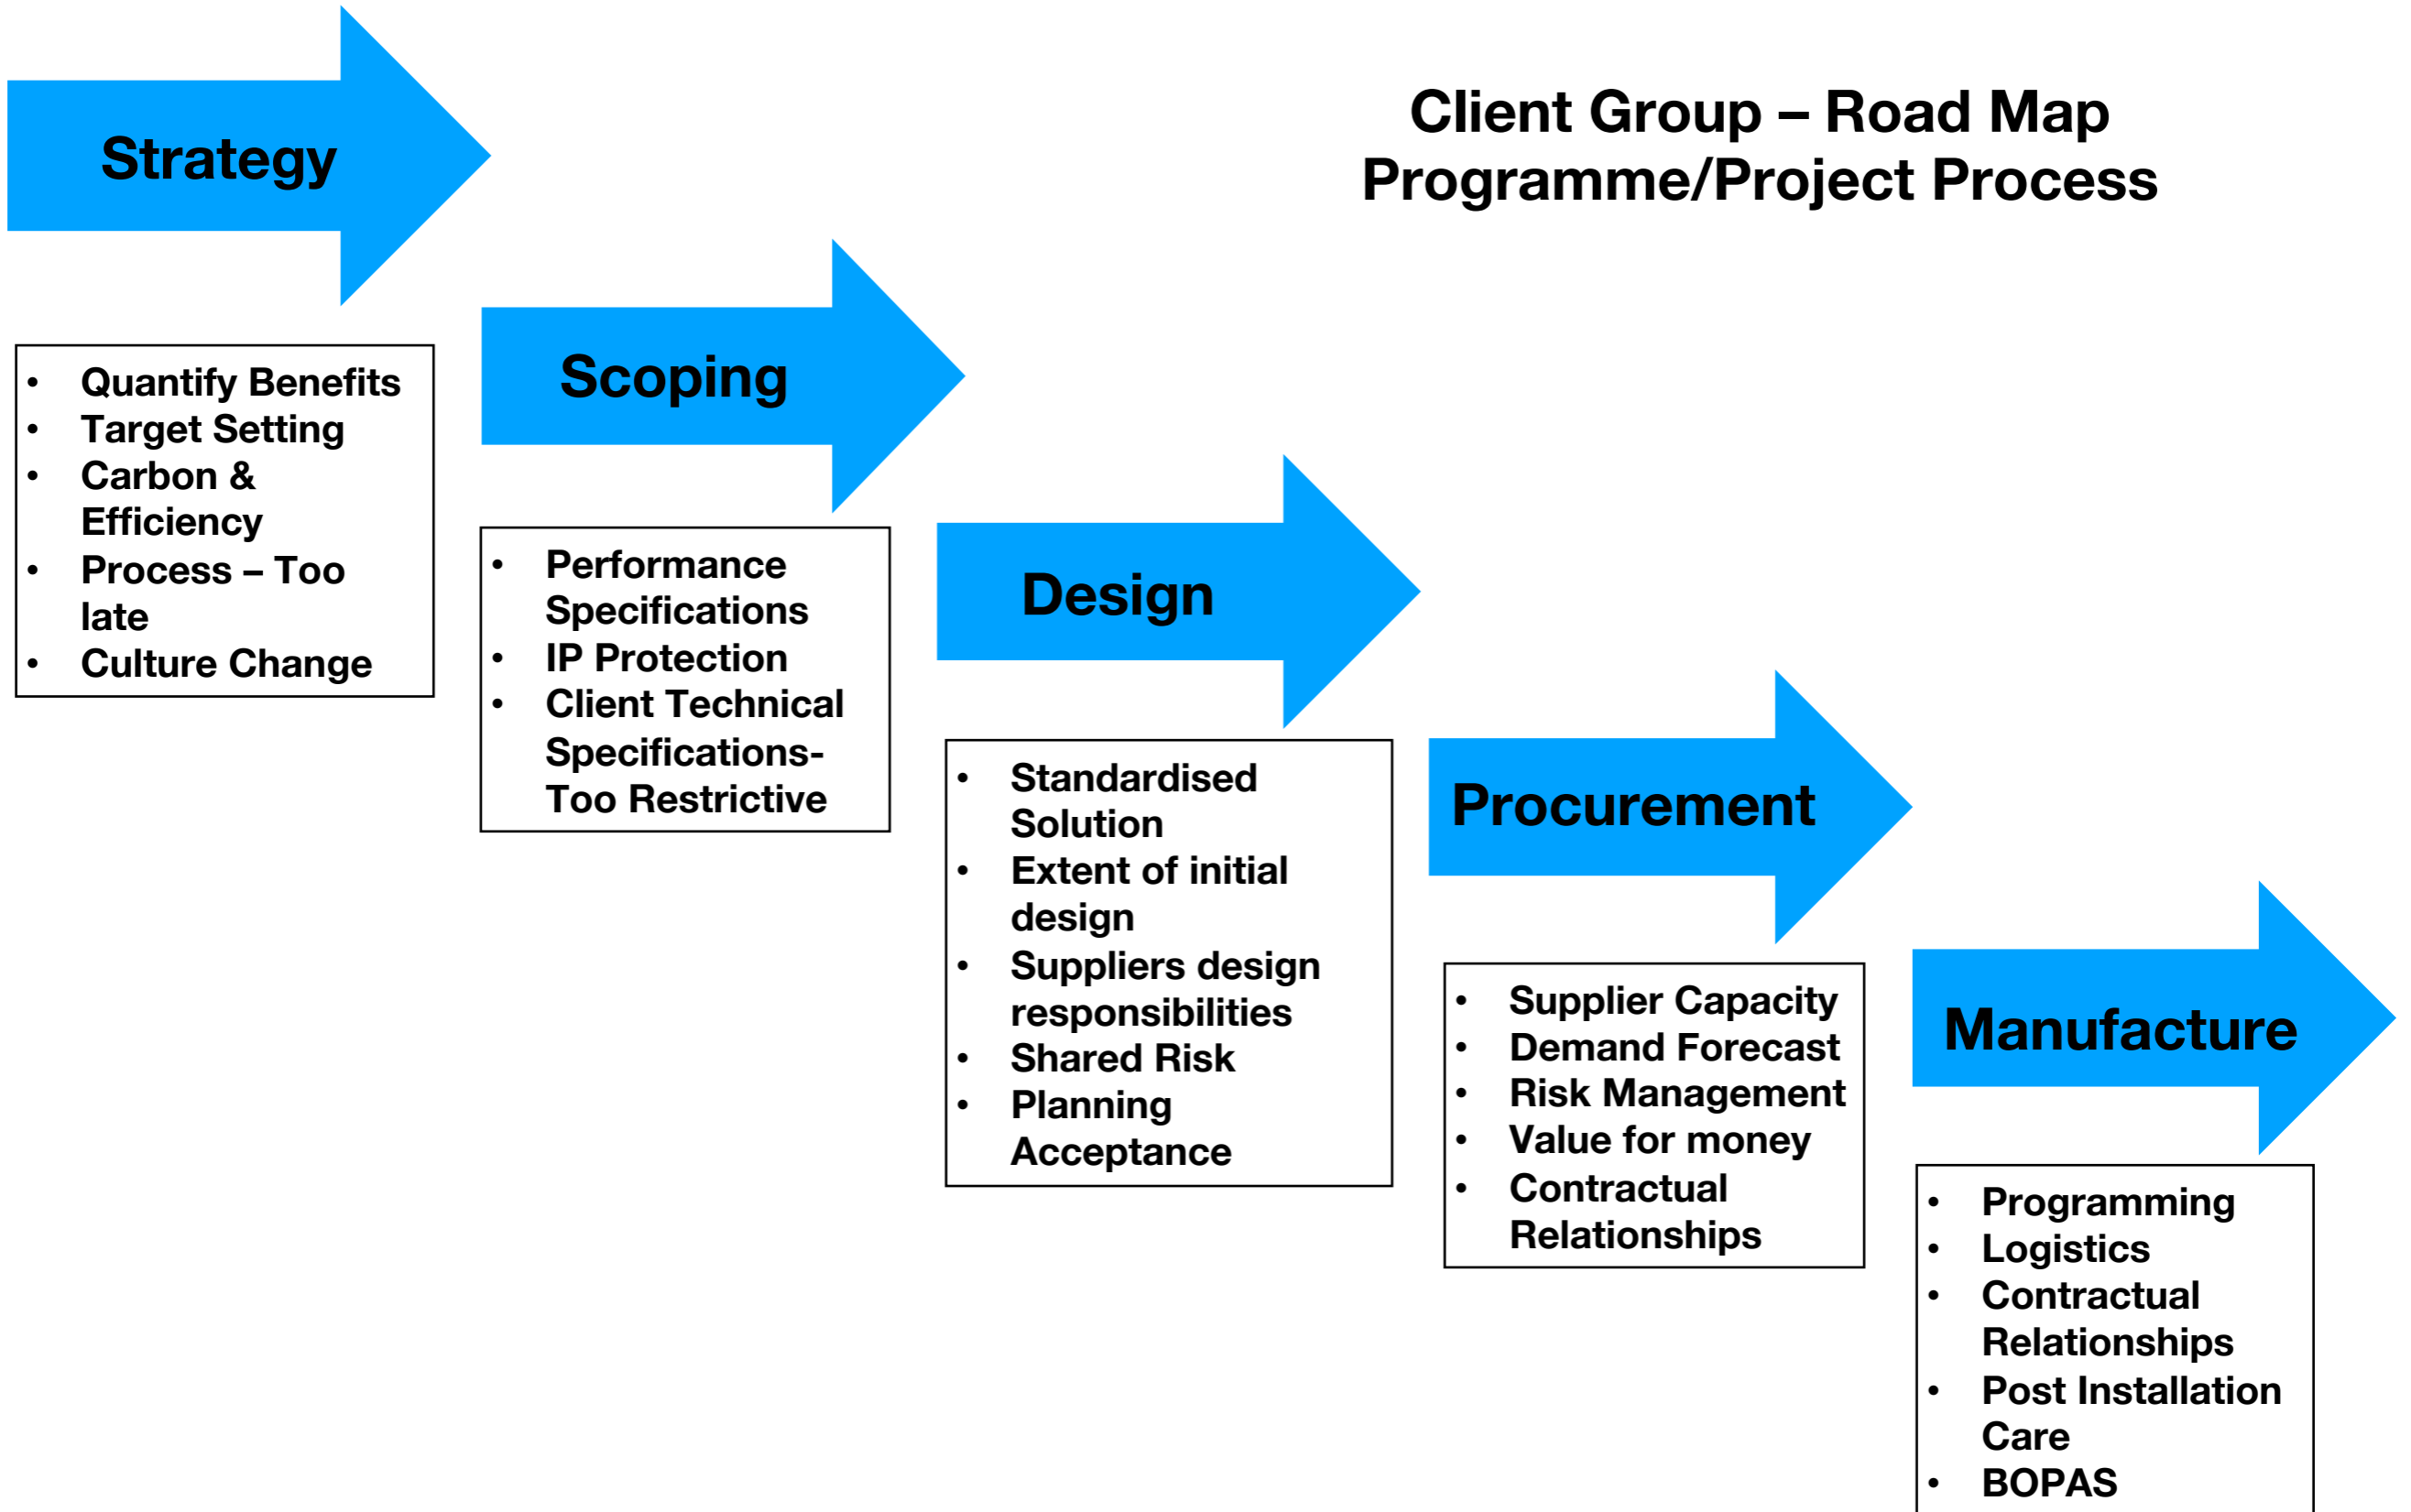 Client Group – Road Map
Programme/Project Process
Strategy
• Quantify Benefits
• Target Setting
• Carbon &
Efficiency
• Process – Too
late
• Culture Change
Scoping
• Performance
Specifications
• IP Protection
• Client Technical
Specifications-
Too Restrictive
Design
• Standardised
Solution
• Extent of initial
design
• Suppliers design
responsibilities
• Shared Risk
• Planning
Acceptance
Procurement
• Supplier Capacity
• Demand Forecast
• Risk Management
• Value for money
• Contractual
Relationships
Manufacture
• Programming
• Logistics
• Contractual
Relationships
• Post Installation
Care
• BOPAS